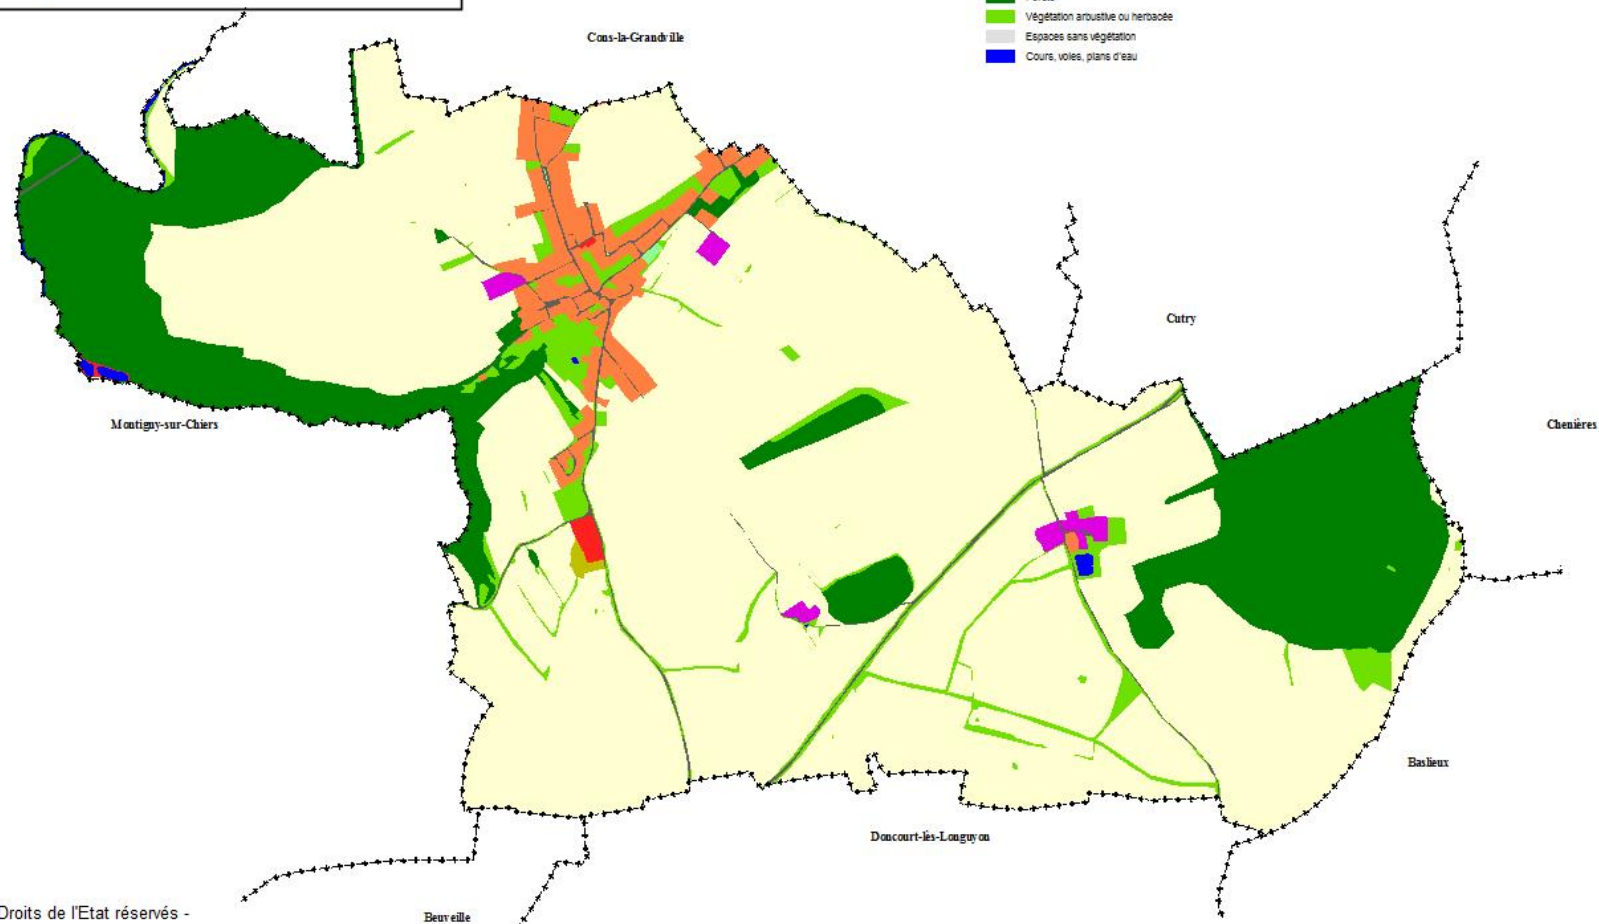 Végétation arbustive ou herbacée
Espaces sans végétation
Cours, voies, plans d'eau
Cons-la-Grandville
Cutry
Montigny-sur-Chiers
Chenières
Baslieux
Doncourt-lès-Longuyon
Droits de l'Etat réservés -
Beuveille